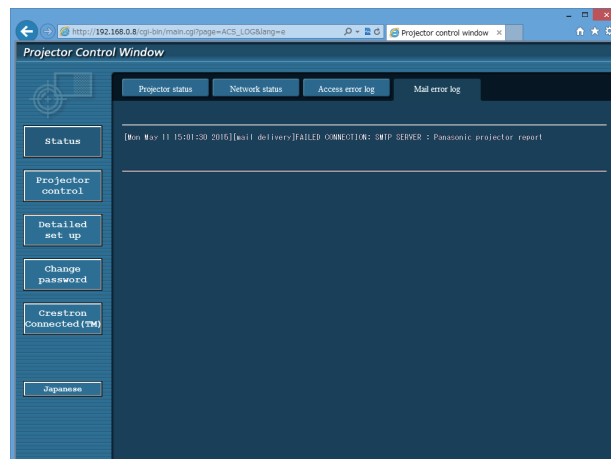 http://192.168.0.8/cgi-bin/main.cgi?page=ACS_LOG&lang=e
Projector control window
Projector Control Window
Projector status
Network status
Access error log
Mail error log
[Mon May 11 15:01:30 2015][mail delivery]FAILED CONNECTION: SMTP SERVER : Panasonic projector report
Status
Projector
control
Detailed
set up
Change
password
Crestron
Connected(TM)
Japanese